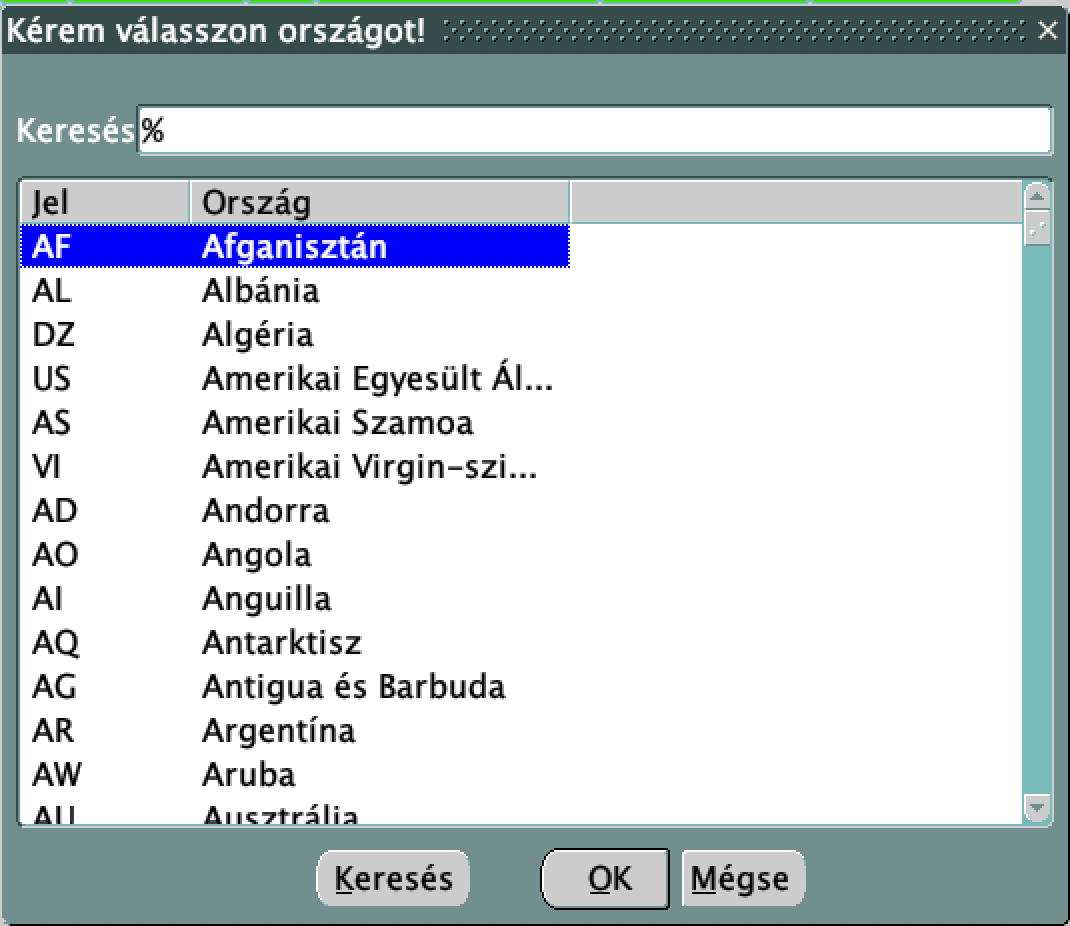 Kérem válasszon országot!
Keresés %
Jel Ország
AF Afganisztán
AL Albánia
DZ Algéria
US Amerikai Egyesült Ál...
AS Amerikai Szamoa
VI Amerikai Virgin-szi...
AD Andorra
AO Angola
AI Anguilla
AQ Antarktisz
AG Antigua és Barbuda
AR Argentína
AW Aruba
AU Ausztrália
Keresés OK Mégse